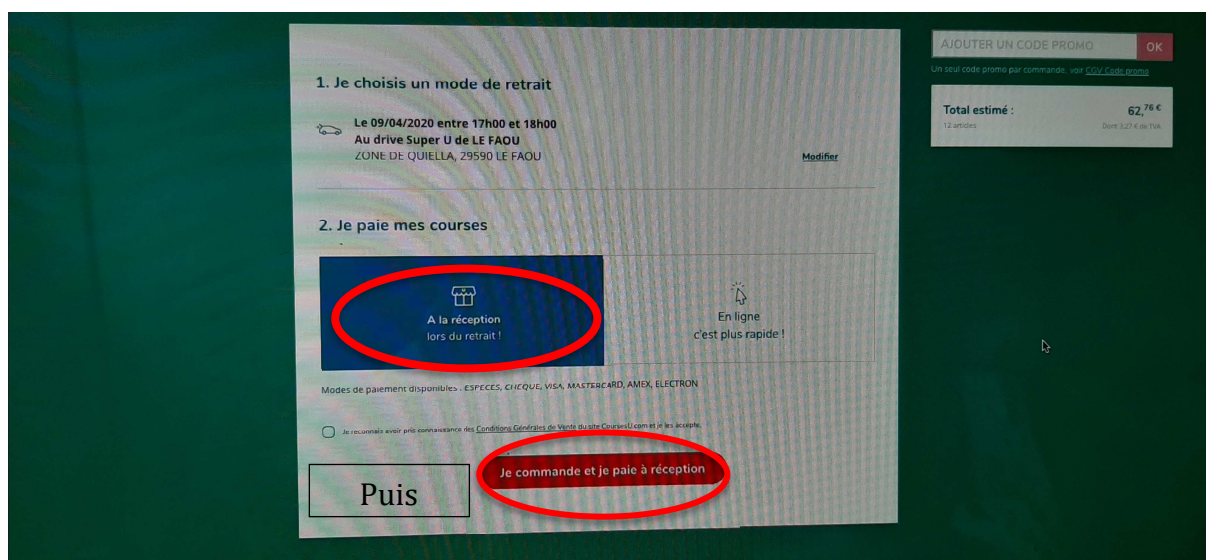 1. Je choisis un mode de retrait
Le 09/04/2020 entre 17h00 et 18h00
Au drive Super U de LE FAOU
ZONE DE QUIELLA, 29590 LE FAOU
Modifier
2. Je paie mes courses
A la réception
lors du retrait !
En ligne
c'est plus rapide !
Modes de paiement disponibles : ESPECES, CHEQUE, VISA, MASTERCARD, AMEX, ELECTRON
Je reconnais avoir pris connaissance des Conditions Générales de Vente du site CoursesU.com et je les accepte.
Je commande et je paie à réception
Puis
AJOUTER UN CODE PROMO
OK
Un seul code promo par commande, voir CGV Code promo
Total estimé :
62,76 €
12 articles
Dont 3,27 € de TVA